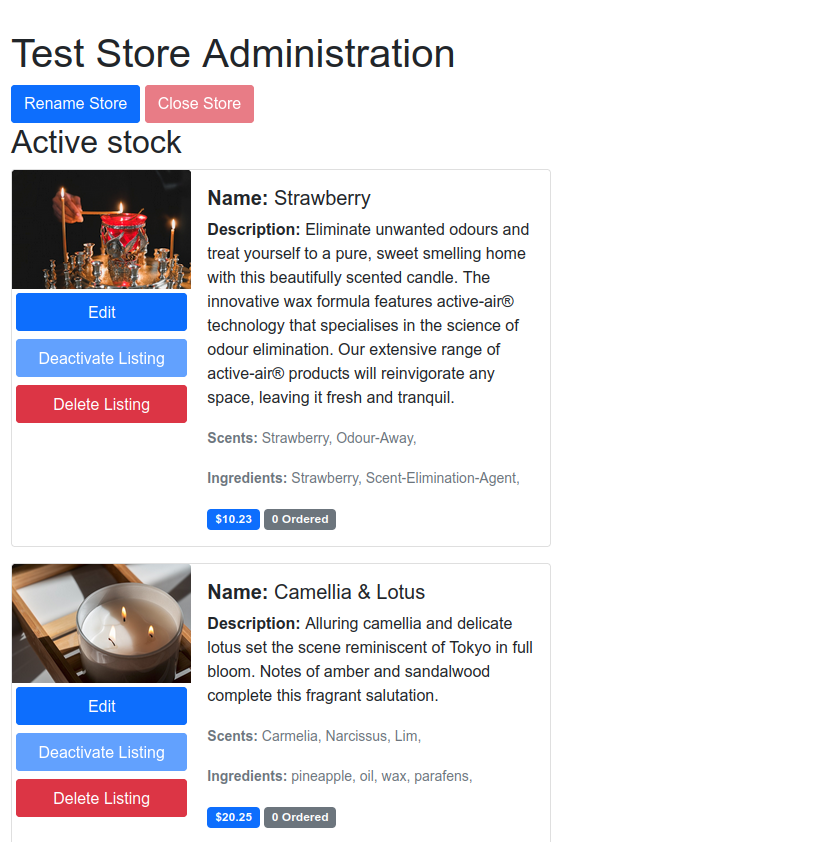 Test Store Administration
Rename Store
Close Store
Active stock
Name: Strawberry
Description: Eliminate unwanted odours and
treat yourself to a pure, sweet smelling home
with this beautifully scented candle. The
innovative wax formula features active-air®
technology that specialises in the science of
odour elimination. Our extensive range of
active-air® products will reinvigorate any
space, leaving it fresh and tranquil.
Scents: Strawberry, Odour-Away,
Ingredients: Strawberry, Scent-Elimination-Agent,
$10.23
0 Ordered
Edit
Deactivate Listing
Delete Listing
Name: Camellia & Lotus
Description: Alluring camellia and delicate
lotus set the scene reminiscent of Tokyo in full
bloom. Notes of amber and sandalwood
complete this fragrant salutation.
Scents: Carmelia, Narcissus, Lim,
Ingredients: pineapple, oil, wax, parafens,
$20.25
0 Ordered
Edit
Deactivate Listing
Delete Listing